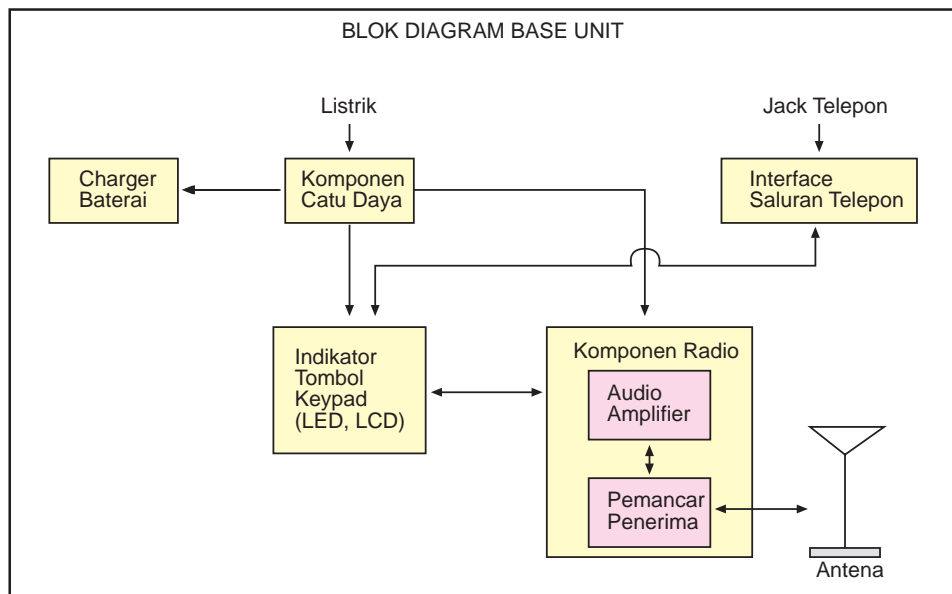 BLOK DIAGRAM BASE UNIT
Listrik
Jack Telepon
Charger
Baterai
Komponen
Catu Daya
Interface
Saluran Telepon
Indikator
Tombol
Keypad
(LED, LCD)
Komponen Radio
Audio
Amplifier
Pemancar
Penerima
Antena